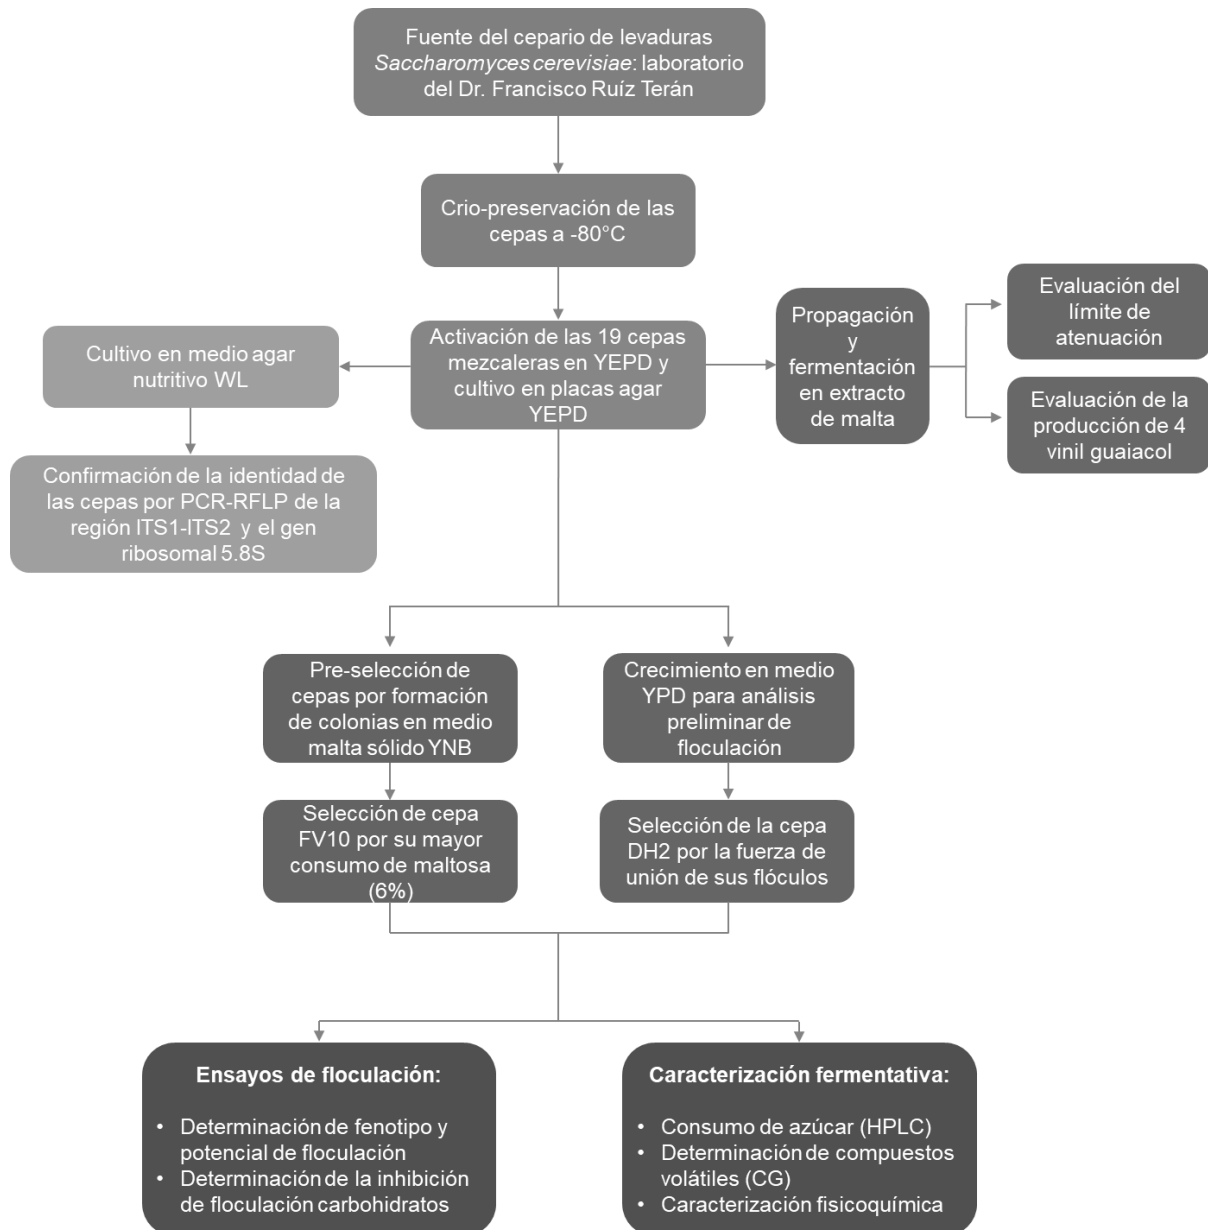 Fuente del cepario de levaduras
Saccharomyces cerevisiae: laboratorio
del Dr. Francisco Ruíz Terán
Crio-preservación de las
cepas a -80°C
Activación de las 19 cepas
mezcaleras en YEPD y
cultivo en placas agar
YEPD
Cultivo en medio agar
nutritivo WL
Confirmación de la identidad de
las cepas por PCR-RFLP de la
región ITS1-ITS2 y el gen
ribosomal 5.8S
Propagación
y
fermentación
en extracto
de malta
Evaluación del
límite de
atenuación
Evaluación de la
producción de 4
vinil guaiacol
Pre-selección de
cepas por formación
de colonias en medio
malta sólido YNB
Crecimiento en medio
YPD para análisis
preliminar de
floculación
Selección de cepa
FV10 por su mayor
consumo de maltosa
(6%)
Selección de la cepa
DH2 por la fuerza de
unión de sus flóculos
Ensayos de floculación:
• Determinación de fenotipo y
potencial de floculación
• Determinación de la inhibición
de floculación carbohidratos
Caracterización fermentativa:
• Consumo de azúcar (HPLC)
• Determinación de compuestos
volátiles (CG)
• Caracterización fisicoquímica